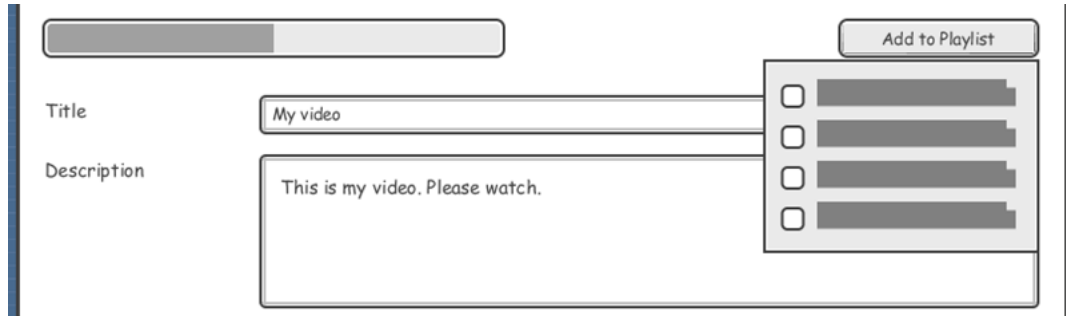 Add to Playlist
Title
My video
Description
This is my video. Please watch.